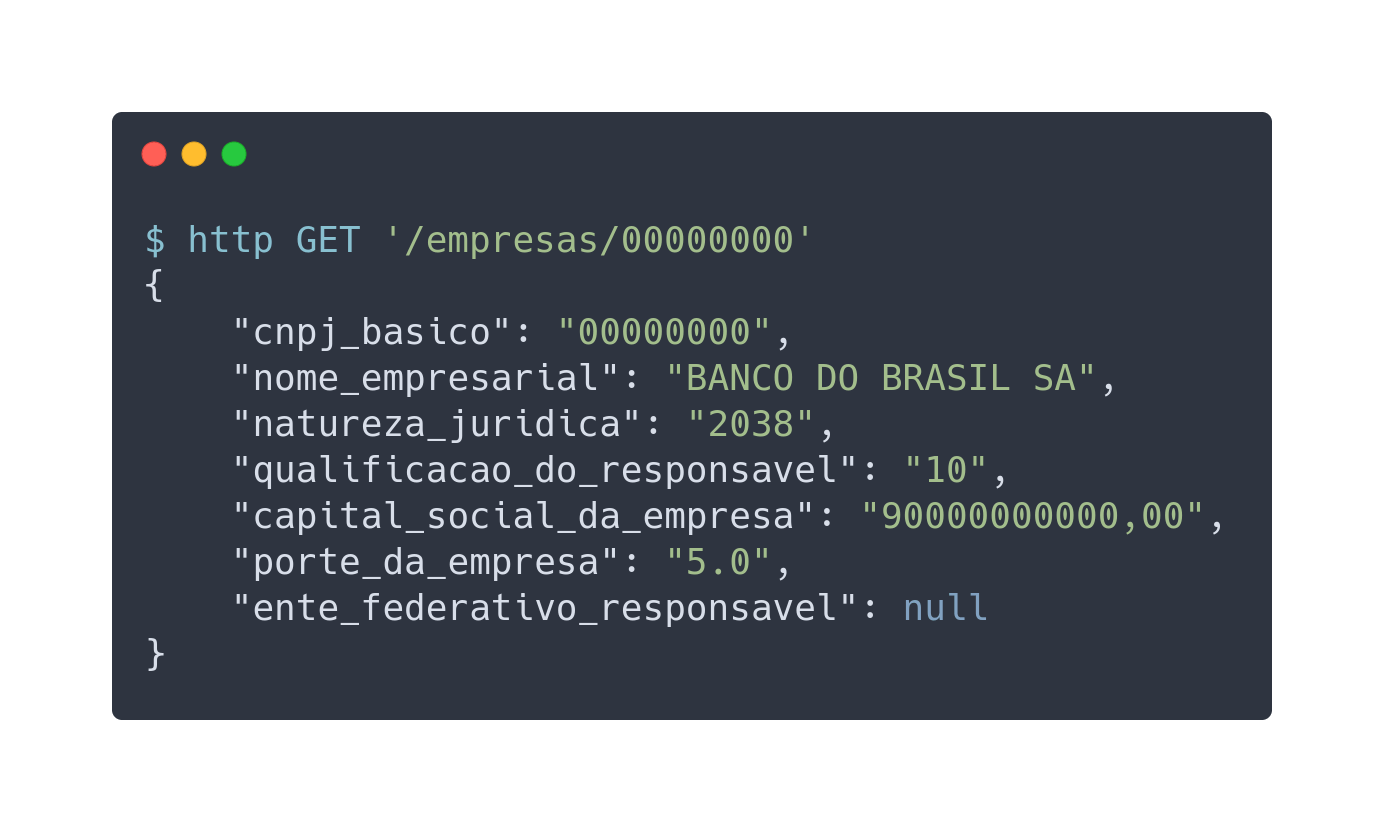 $ http GET '/empresas/00000000'
{
    "cnpj_basico": "00000000",
    "nome_empresarial": "BANCO DO BRASIL SA",
    "natureza_juridica": "2038",
    "qualificacao_do_responsavel": "10",
    "capital_social_da_empresa": "90000000000,00",
    "porte_da_empresa": "5.0",
    "ente_federativo_responsavel": null
}